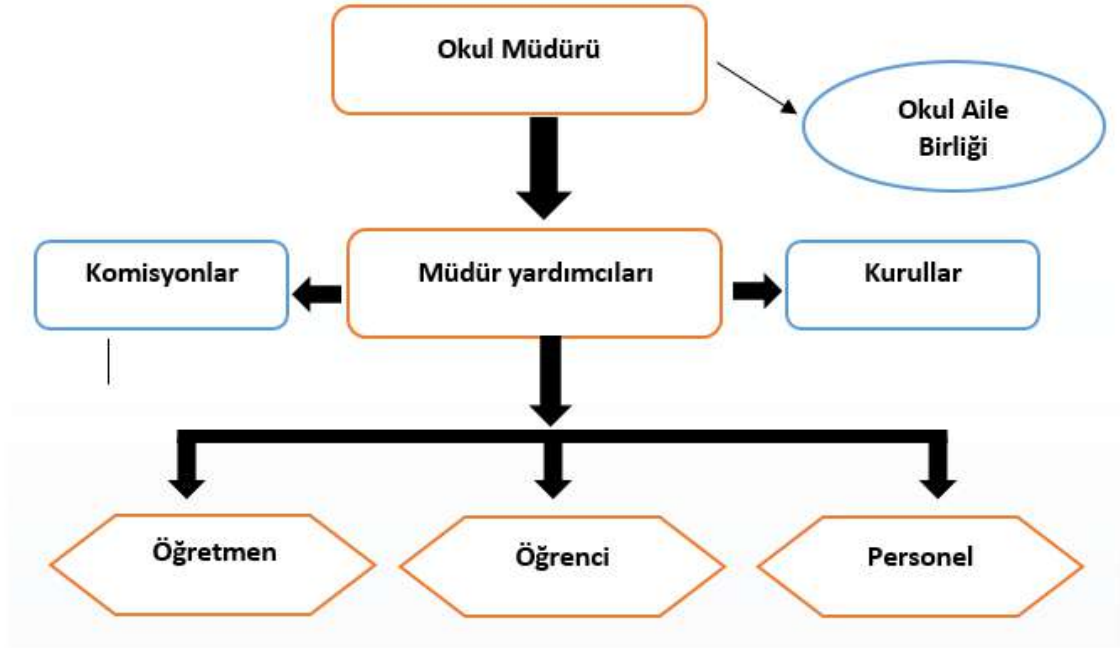 Okul Müdürü
Okul Aile
Birliği
Komisyonlar
Müdür yardımcıları
Kurullar
Öğretmen
Öğrenci
Personel